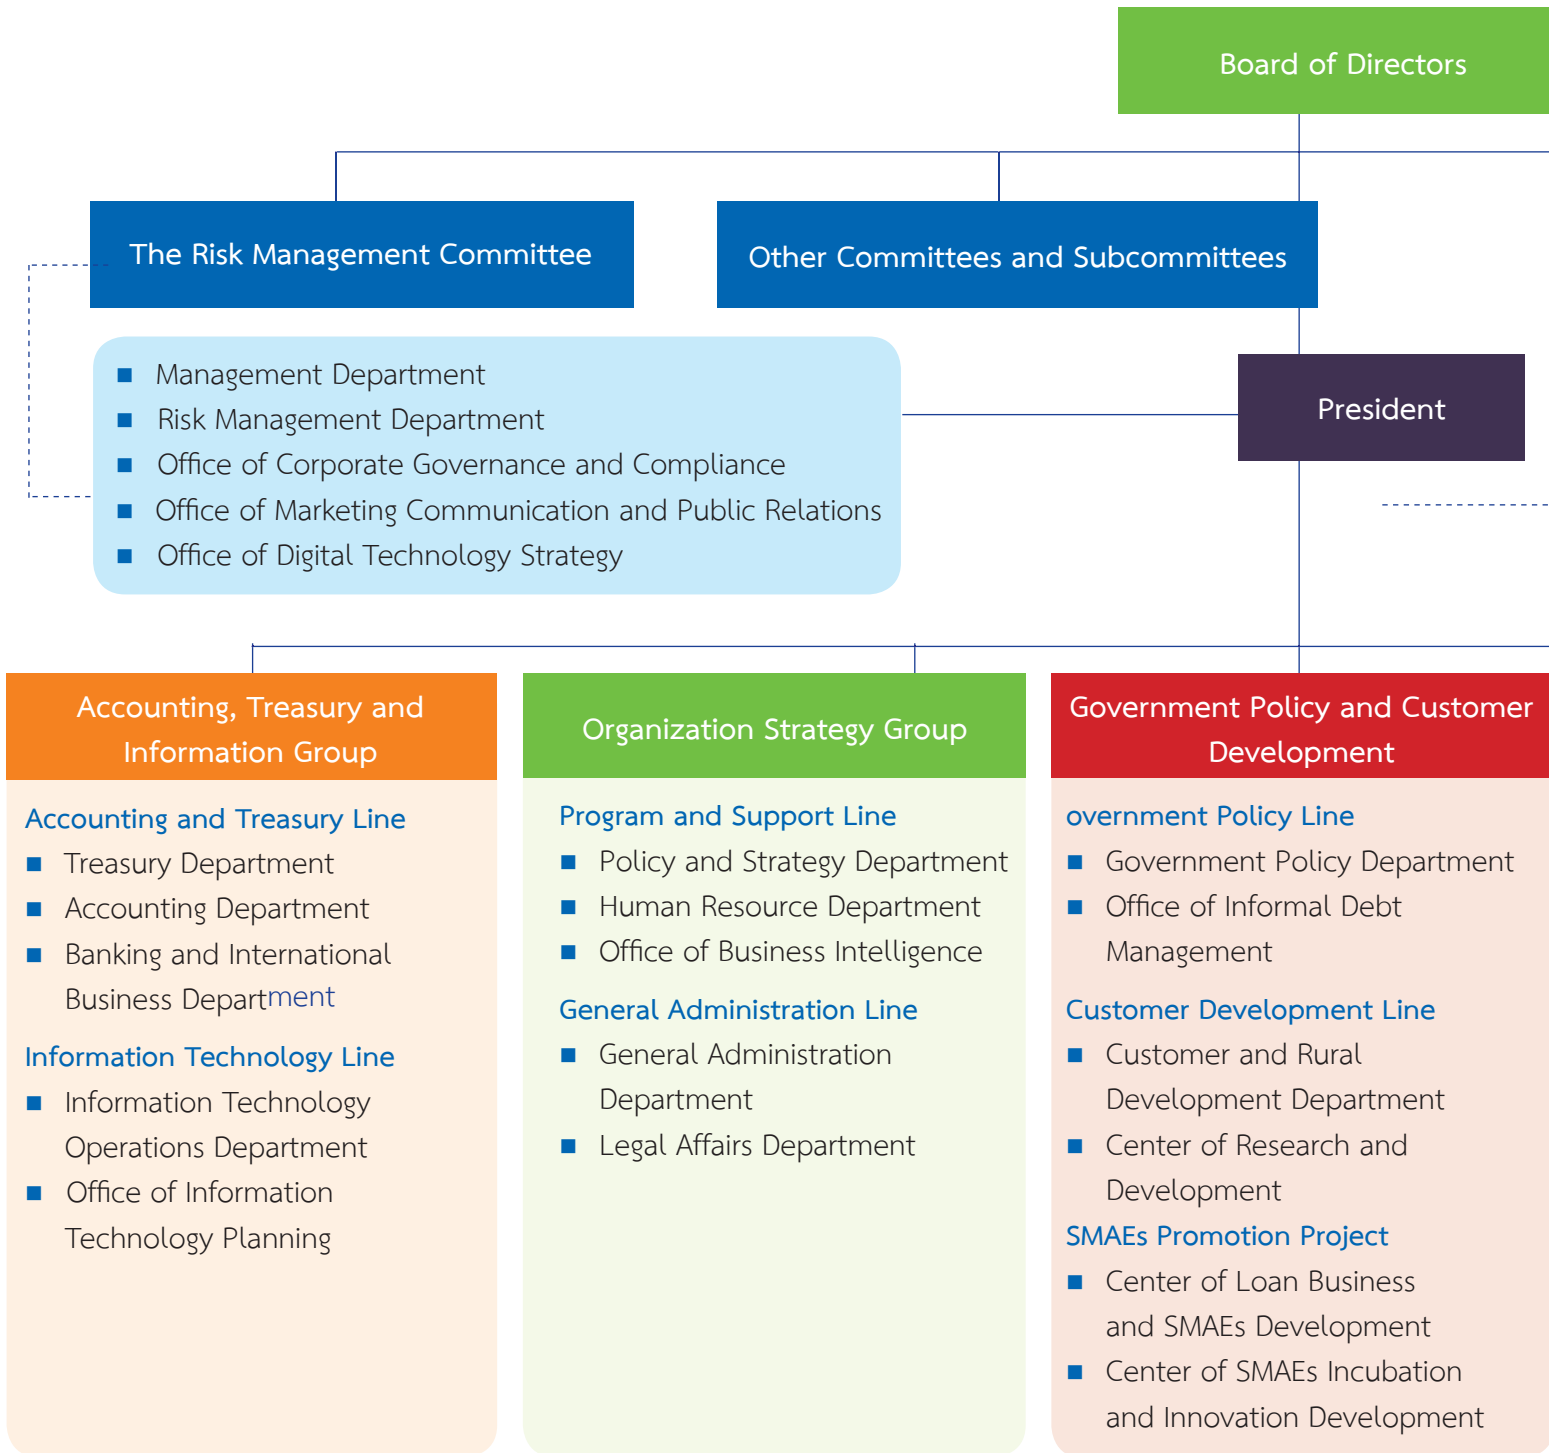 Board of Directors
The Risk Management Committee
Other Committees and Subcommittees
Management Department
Risk Management Department
Office of Corporate Governance and Compliance
Office of Marketing Communication and Public Relations
Office of Digital Technology Strategy
President
Accounting, Treasury and
Information Group
Accounting and Treasury Line
Treasury Department
Accounting Department
Banking and International
Business Department
Information Technology Line
Information Technology
Operations Department
Office of Information
Technology Planning
Organization Strategy Group
Program and Support Line
Policy and Strategy Department
Human Resource Department
Office of Business Intelligence
General Administration Line
General Administration
Department
Legal Affairs Department
Government Policy and Customer
Development
overnment Policy Line
Government Policy Department
Office of Informal Debt
Management
Customer Development Line
Customer and Rural
Development Department
Center of Research and
Development
SMAEs Promotion Project
Center of Loan Business
and SMAEs Development
Center of SMAEs Incubation
and Innovation Development